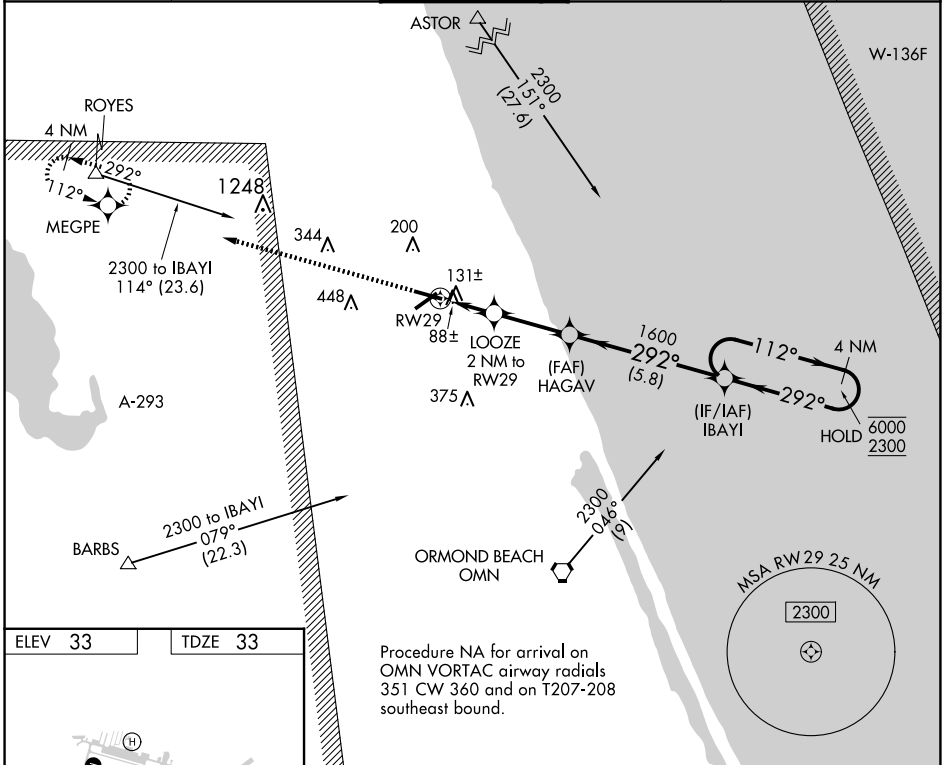 ASTOR
W-136F
2300
151°
(27.6)
ROYES
4 NM
292°
112°
MEGPE
1248
344
200
2300 to IBAYI
114° (23.6)
448
131±
RW29
88±
LOOZE
2 NM to
RW29
(FAF)
HAGAV
1600
292°
(5.8)
112°
4 NM
292°
(IF/IAF)
IBAYI
HOLD
6000
2300
375
A-293
2300 to IBAYI
079°
(22.3)
BARBS
2300
046°
(9)
ORMOND BEACH
OMN
MSA RW29 25 NM
2300
ELEV 33
TDZE 33
Procedure NA for arrival on
OMN VORTAC airway radials
351 CW 360 and on T207-208
southeast bound.
H